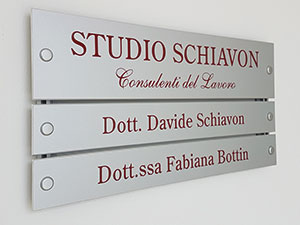 STUDIO SCHIAVON
Consulenti del Lavoro
Dott. Davide Schiavon
Dott.ssa Fabiana Bottin